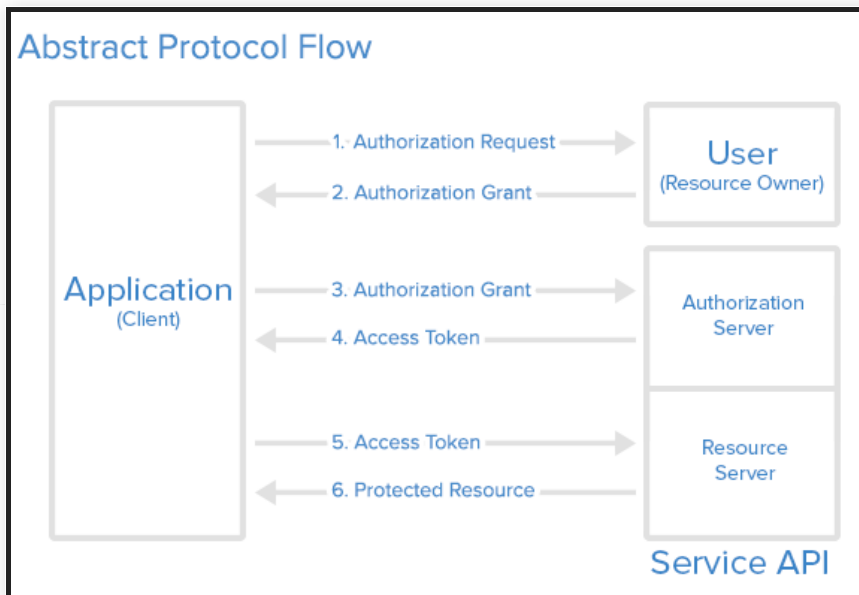 Abstract Protocol Flow
Application
(Client)
1. Authorization Request
2. Authorization Grant
User
(Resource Owner)
3. Authorization Grant
4. Access Token
Authorization
Server
5. Access Token
6. Protected Resource
Resource
Server
Service API